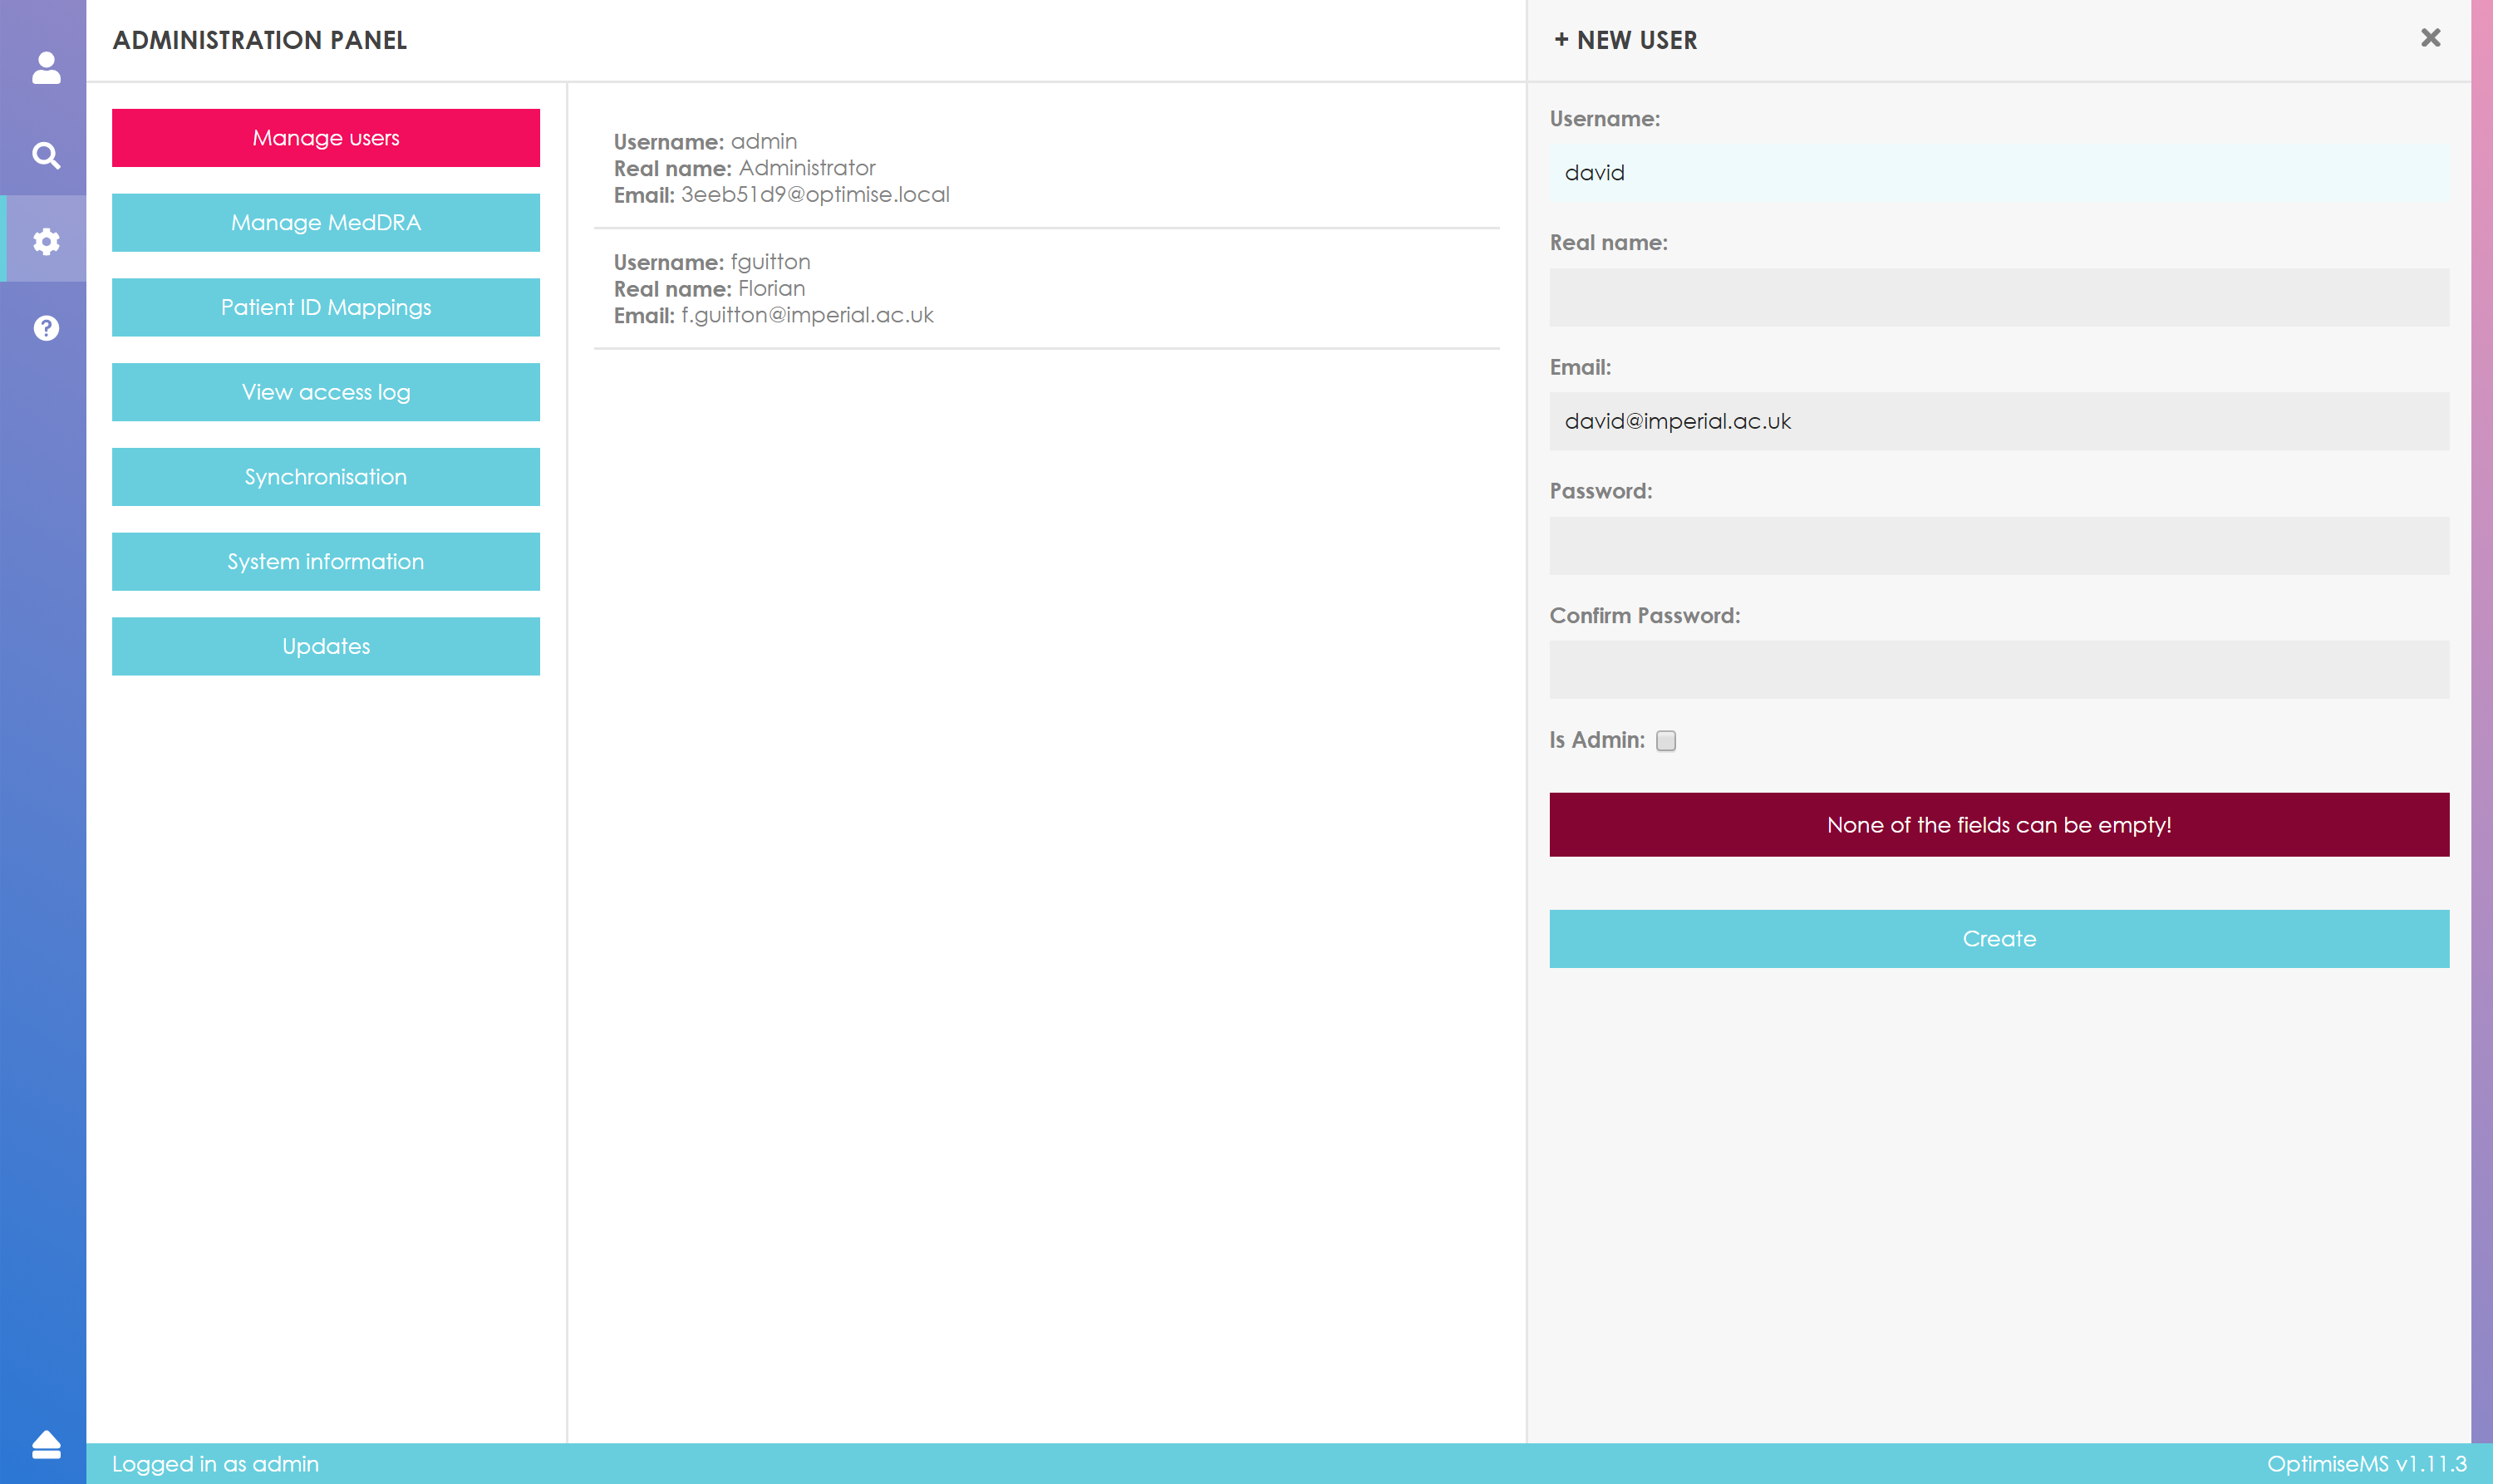 ADMINISTRATION PANEL
Manage users
Manage MedDRA
Patient ID Mappings
View access log
Synchronisation
System information
Updates
Username: admin
Real name: Administrator
Email: 3eeb51d9@optimise.local
Username: fguitton
Real name: Florian
Email: f.guitton@imperial.ac.uk
+ NEW USER
Username:
david
Real name:
Email:
david@imperial.ac.uk
Password:
Confirm Password:
Is Admin:
None of the fields can be empty!
Create
Logged in as admin
OptimiseMS v1.11.3